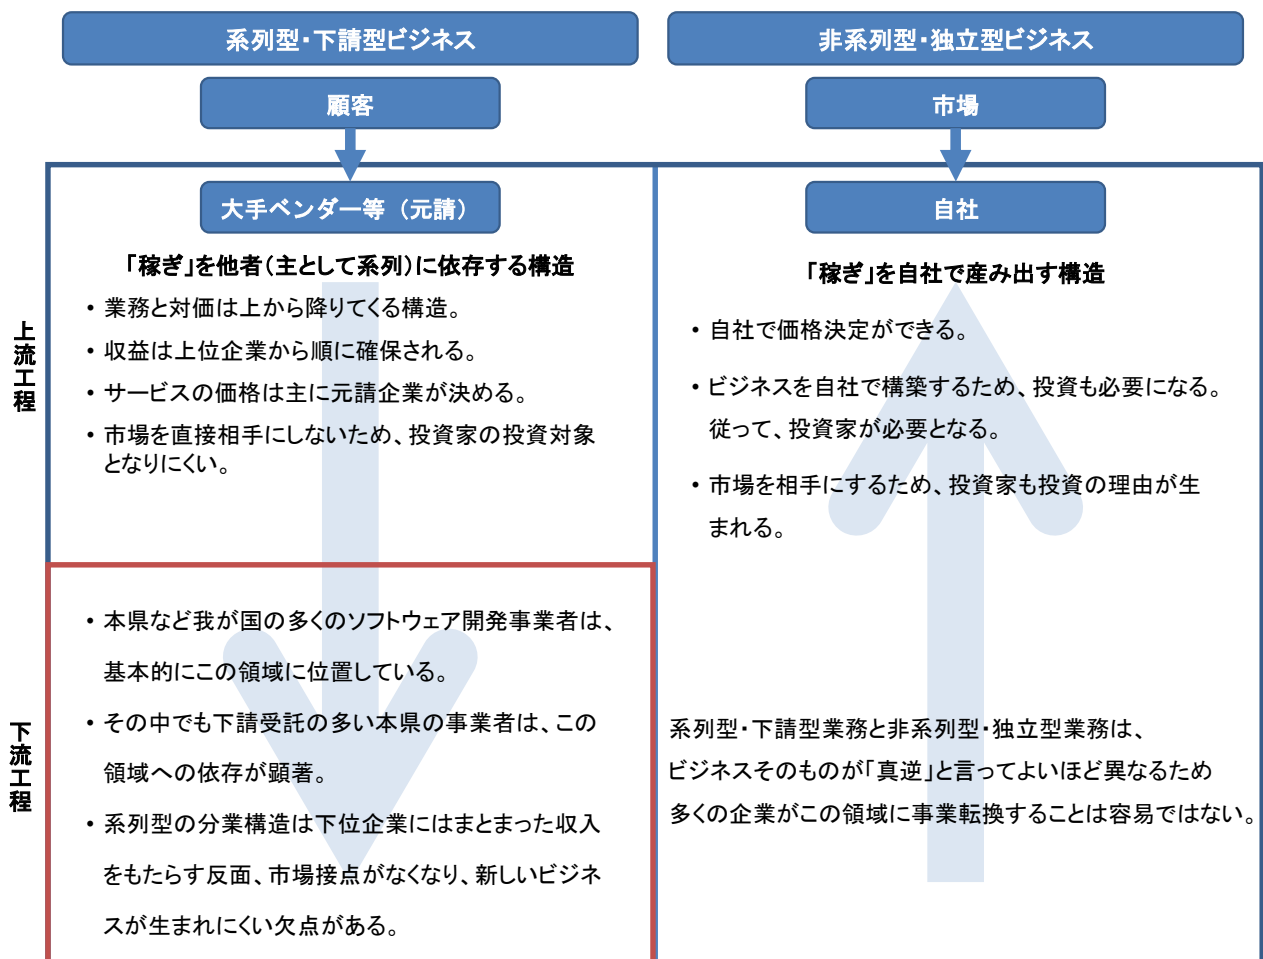 系列型・下請型ビジネス
顧客
大手ベンダー等（元請）
「稼ぎ」を他者（主として系列）に依存する構造
・業務と対価は上から降りてくる構造。
・収益は上位企業から順に確保される。
・サービスの価格は主に元請企業が決める。
・市場を直接相手にしないため、投資家の投資対象
となりにくい。
上流工程
・本県など我が国の多くのソフトウェア開発事業者は、
基本的にこの領域に位置している。
・その中でも下請受託の多い本県の事業者は、この
領域への依存が顕著。
・系列型の分業構造は下位企業にはまとまった収入
をもたらす反面、市場接点がなくなり、新しいビジネ
スが生まれにくい欠点がある。
下流工程
非系列型・独立型ビジネス
市場
自社
「稼ぎ」を自社で産み出す構造
・自社で価格決定ができる。
・ビジネスを自社で構築するため、投資も必要になる。
従って、投資家が必要となる。
・市場を相手にするため、投資家も投資の理由が生
まれる。
系列型・下請型業務と非系列型・独立型業務は、
ビジネスそのものが「真逆」と言ってよいほど異なるため
多くの企業がこの領域に事業転換することは容易ではない。